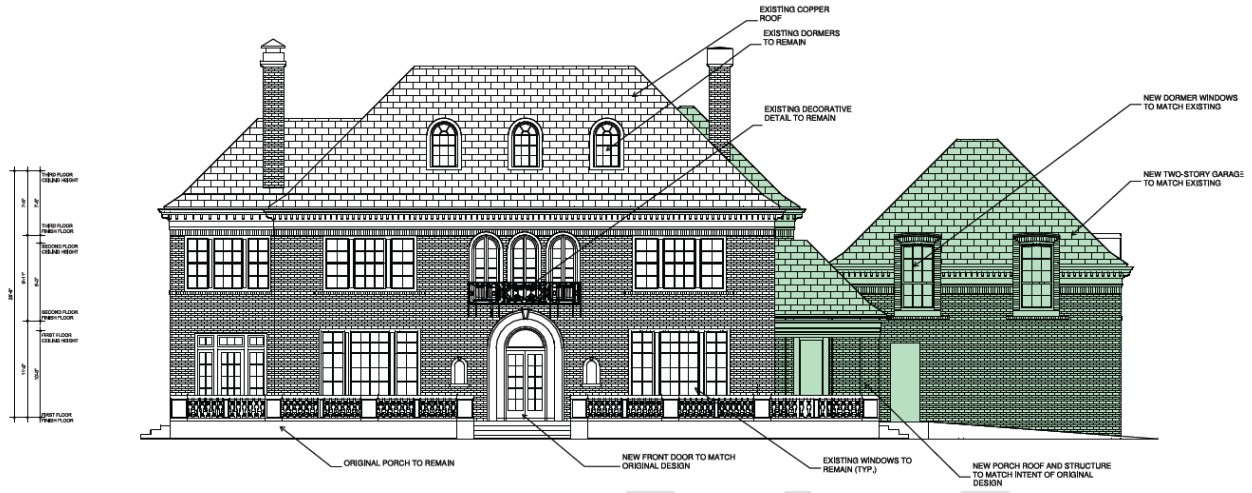 EXISTING COPPER
ROOF
EXISTING DORMERS
TO REMAIN
EXISTING DECORATIVE
DETAIL TO REMAIN
NEW DORMER WINDOWS
TO MATCH EXISTING
NEW TWO-STORY GARAGE
TO MATCH EXISTING
THIRD FLOOR
CEILING HEIGHT
THIRD FLOOR
FINISH FLOOR
SECOND FLOOR
CEILING HEIGHT
SECOND FLOOR
FINISH FLOOR
FIRST FLOOR
CEILING HEIGHT
FIRST FLOOR
FINISH FLOOR
ORIGINAL PORCH TO REMAIN
NEW FRONT DOOR TO MATCH
ORIGINAL DESIGN
EXISTING WINDOWS TO
REMAIN (TYP.)
NEW PORCH ROOF AND STRUCTURE
TO MATCH INTENT OF ORIGINAL
DESIGN